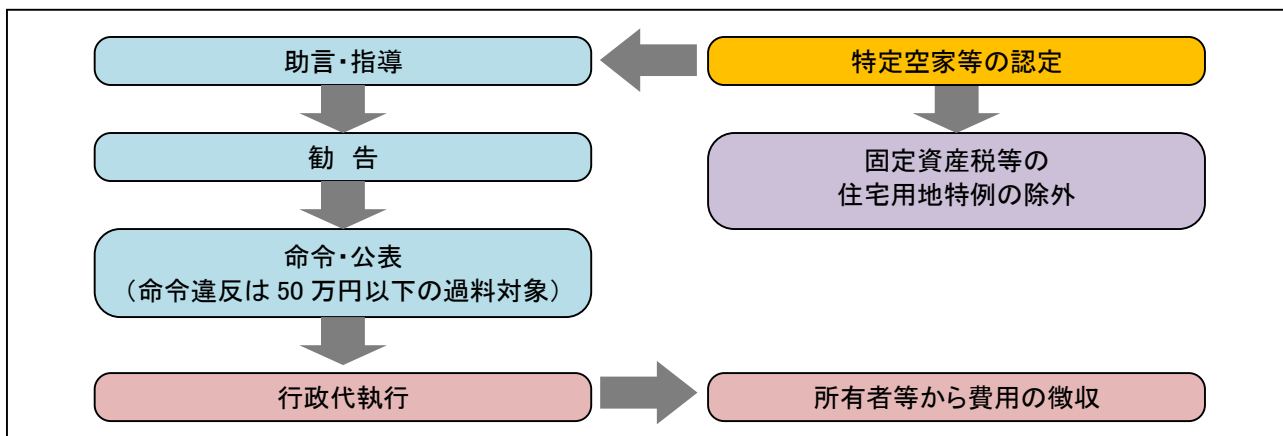 助言・指導
特定空家等の認定
勧 告
固定資産税等の
住宅用地特例の除外
命令・公表
（命令違反は 50 万円以下の過料対象）
行政代執行
所有者等から費用の徴収